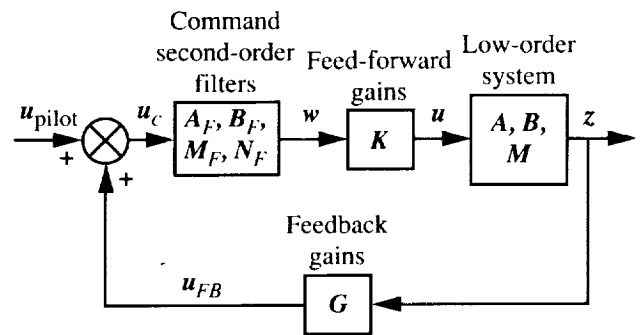 Command
second-order
filters
Feed-forward
gains
Low-order
system
u_pilot
+
+
u_c
A_F, B_F,
M_F, N_F
w
K
u
A, B,
M
z
Feedback
gains
u_FB
G